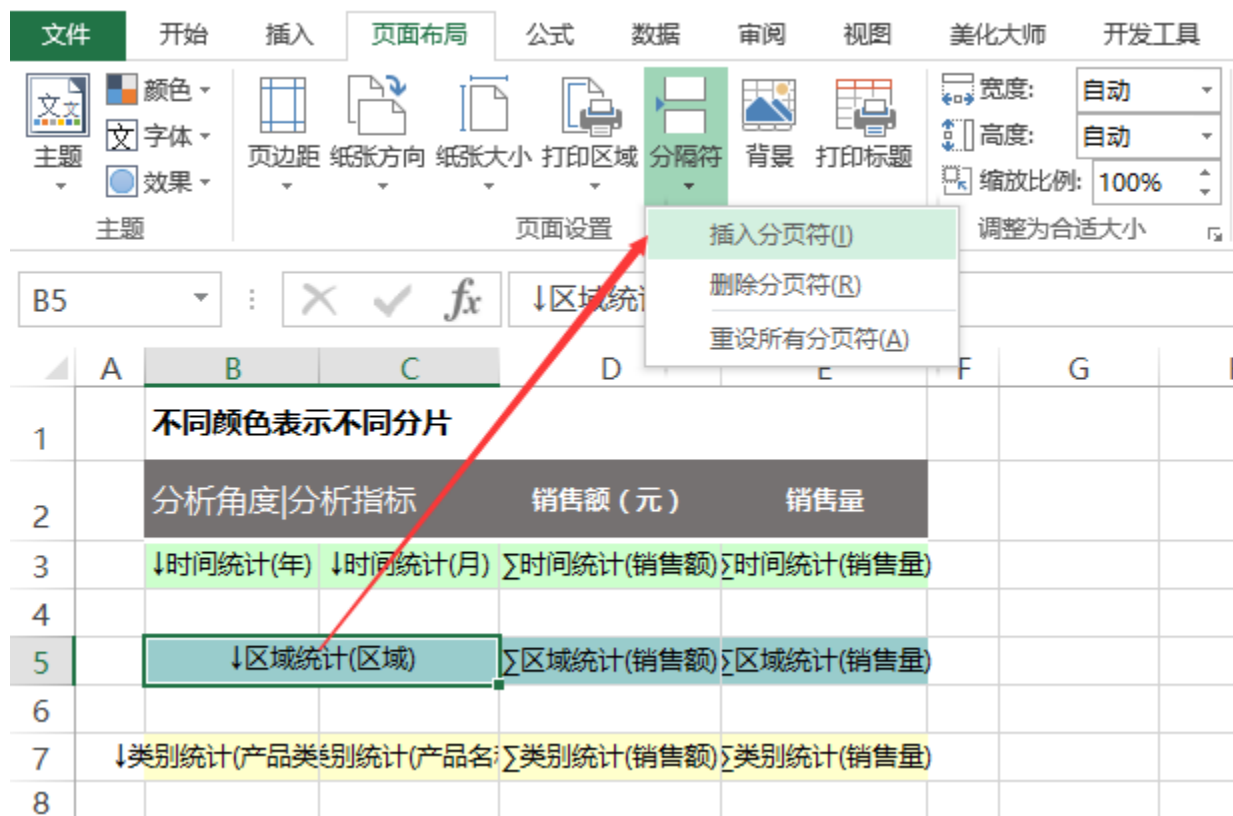 文件 开始 插入 页面布局 公式 数据 审阅 视图 美化大师 开发工具
颜色 宽度: 自动
文文 文 字体 高度: 自动
主题 页边距 纸张方向 纸张大小 打印区域 分隔符 背景 打印标题
效果 缩放比例: 100%
主题 页面设置 调整为合适大小
插入分页符(I)
删除分页符(R)
重设所有分页符(A)
B5 fx ↓区域统
A B C D E F G
1 不同颜色表示不同分片
2 分析角度|分析指标 销售额（元） 销售量
3 ↓时间统计(年) ↓时间统计(月) ∑时间统计(销售额) ∑时间统计(销售量)
4
5 ↓区域统计(区域) ∑区域统计(销售额) ∑区域统计(销售量)
6
7 ↓类别统计(产品类 别统计(产品名 ∑类别统计(销售额) ∑类别统计(销售量)
8